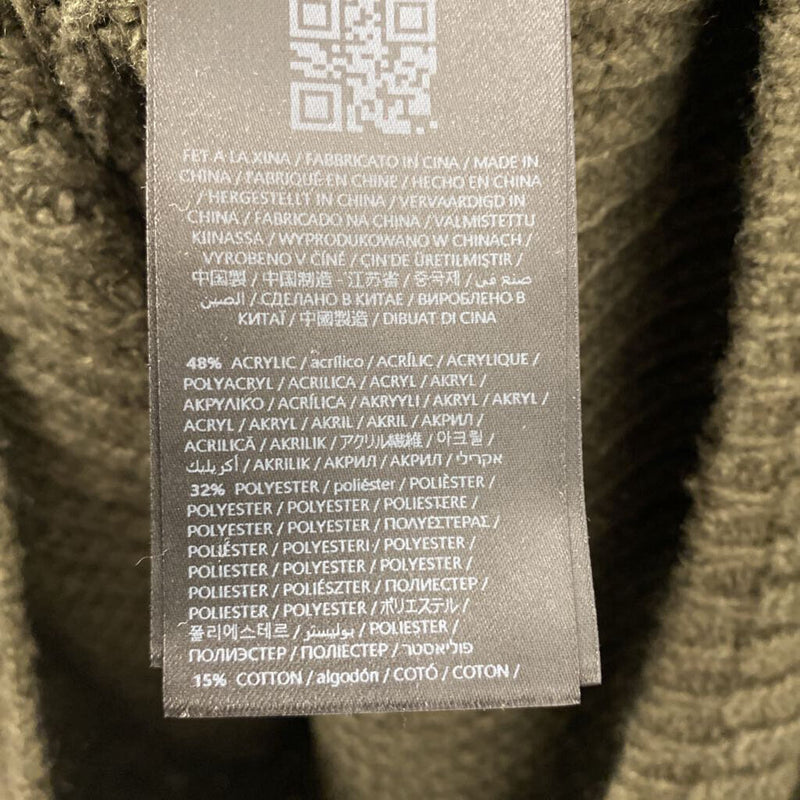 FET A LA XINA / FABBRICATO IN CINA / MADE IN
CHINA / FABRIQUÉ EN CHINE / HECHO EN CHINA
/ HERGESTELLT IN CHINA / VERVAARDIGD IN
CHINA / FABRICADO NA CHINA / VALMISTETTU
KIINASSA / WYPRODUKOWANO W CHINACH /
VYROBENO V ČÍNĚ / ÇIN'DE ÜRETİLMİŞTİR /
中国製 / 中国制造 - 江苏省 / 중국제 / صنع في
الصين / СДЕЛАНО В КИТАЕ / ВИРОБЛЕНО В
КИТАЇ / 中國製造 / DIBUAT DI CINA
48% ACRYLIC / acrílico / ACRÍLIC / ACRYLIQUE /
POLYACRYL / ACRILICA / ACRYL / AKRYL /
ΑΚΡΥΛΙΚΟ / ACRÍLICA / AKRYYLI / AKRYL / AKRYL /
ACRYL / AKRYL / AKRIL / AKRIL / АКРИЛ /
ACRILICĂ / AKRILIK / アクリル繊維 / 아크릴 /
أكريليك / AKRILIK / АКРИЛ / АКРИЛ / אקרילי
32% POLYESTER / poliéster / POLIÈSTER /
POLYESTER / POLYESTER / POLIESTERE /
POLYESTER / POLYESTER / ΠΟΛΥΕΣΤΕΡΑΣ /
POLIÉSTER / POLYESTERI / POLYESTER /
POLYESTER / POLYESTER / POLIESTER /
POLIESTER / POLIÉSZTER / ПОЛИЕСТЕР /
POLIESTER / POLYESTER / ポリエステル /
폴리에스테르 / بوليستر / POLIESTER /
ПОЛИЭСТЕР / ПОЛІЕСТЕР / פוליאסטר
15% COTTON / algodón / COTÓ / COTON /